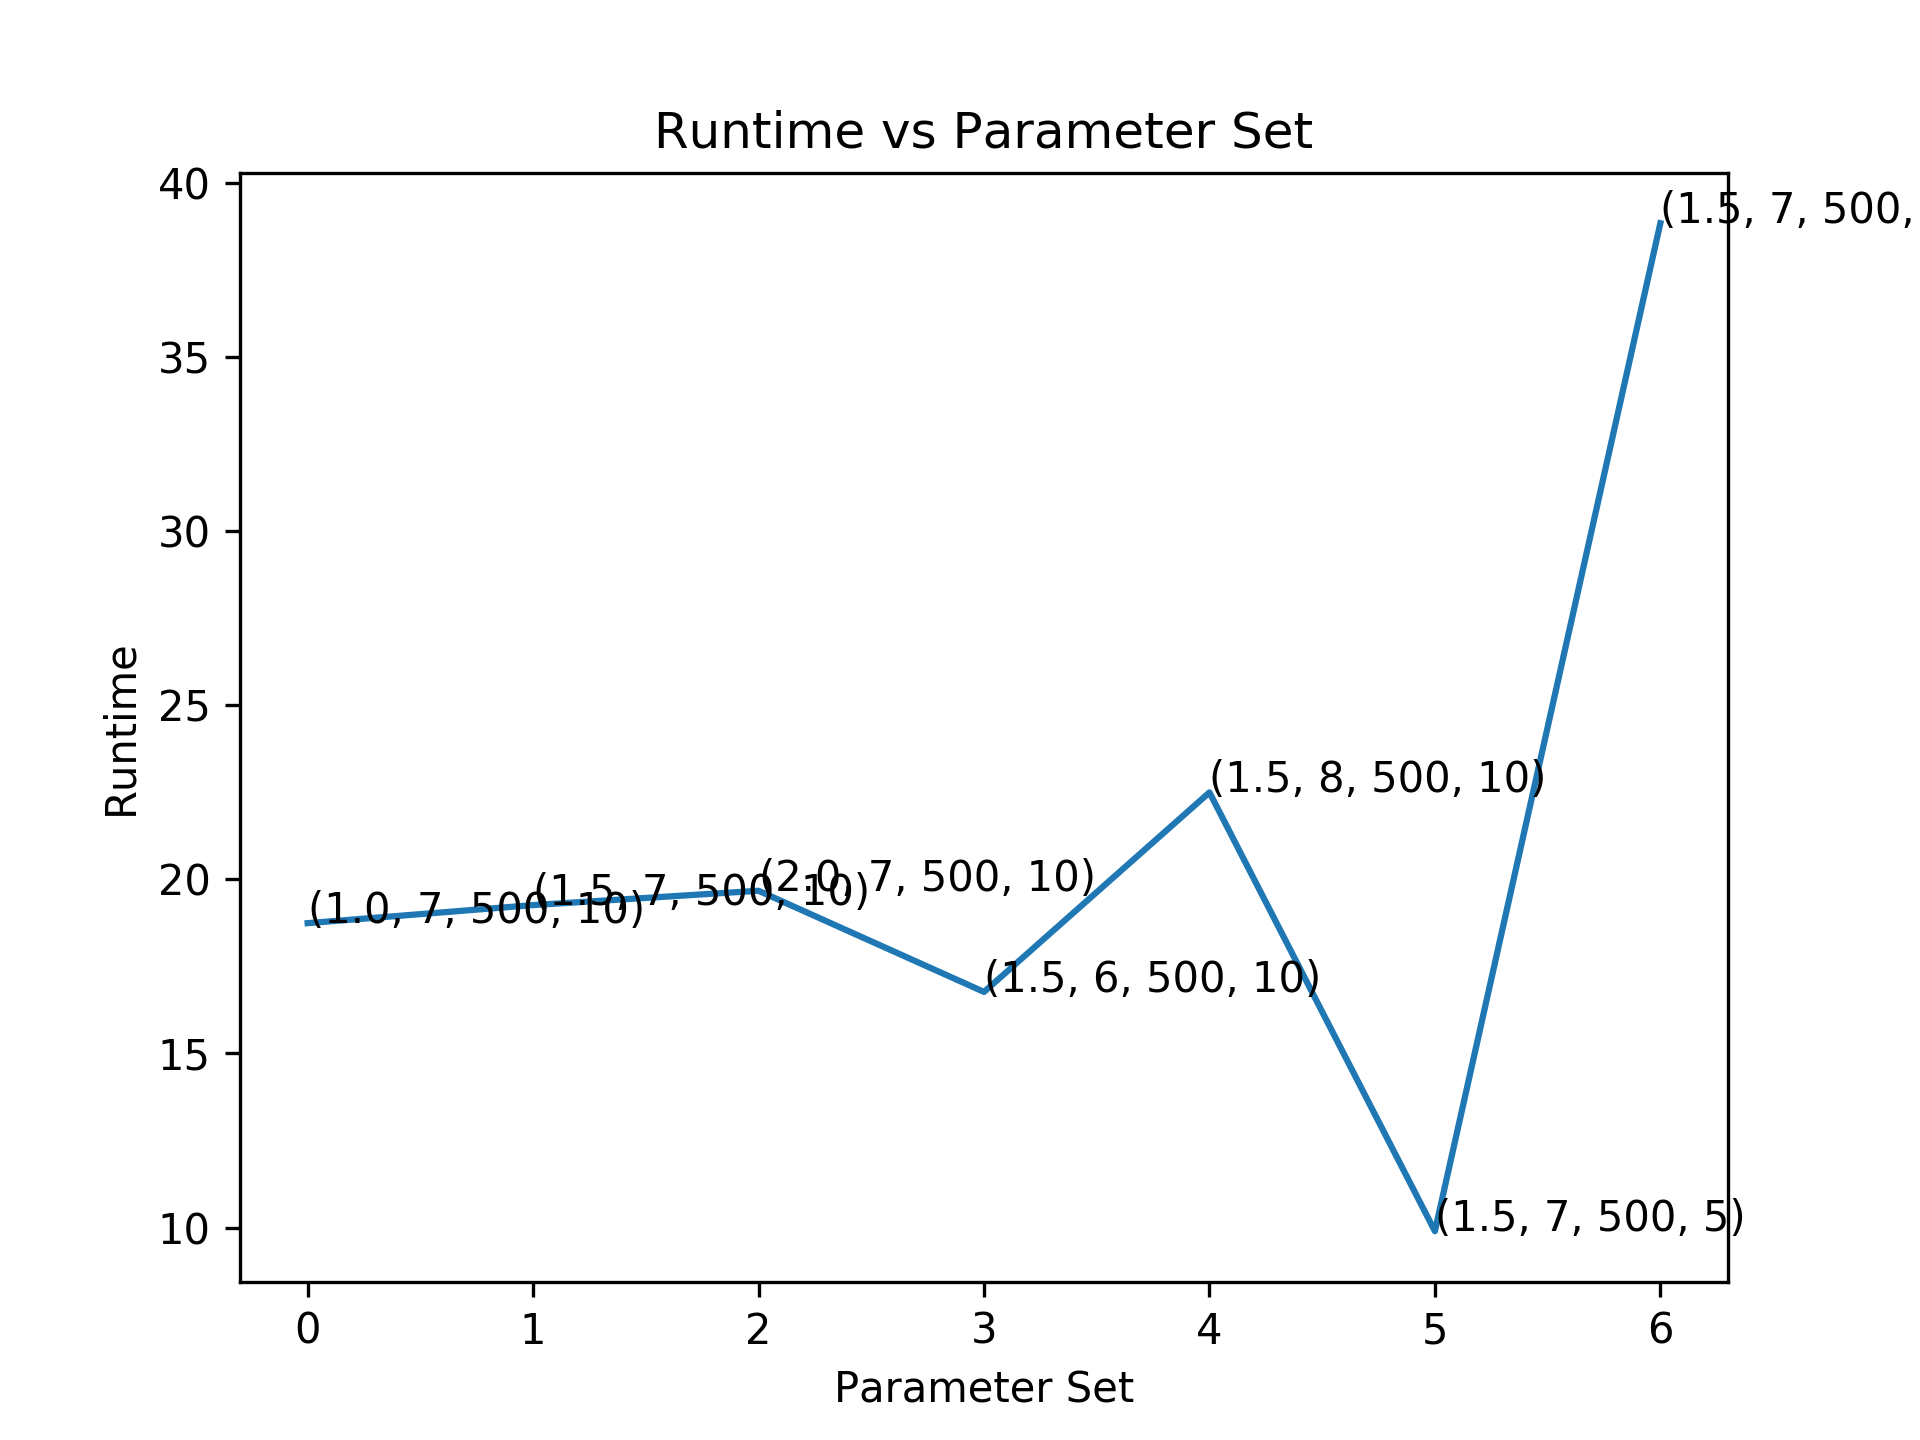 Runtime vs Parameter Set
40
35
30
25
20
15
10
Runtime
(1.0, 7, 500, 10)
(1.5, 7, 500, 10)
(2.0, 7, 500, 10)
(1.5, 6, 500, 10)
(1.5, 8, 500, 10)
(1.5, 7, 500, 5)
(1.5, 7, 500,
0 1 2 3 4 5 6
Parameter Set